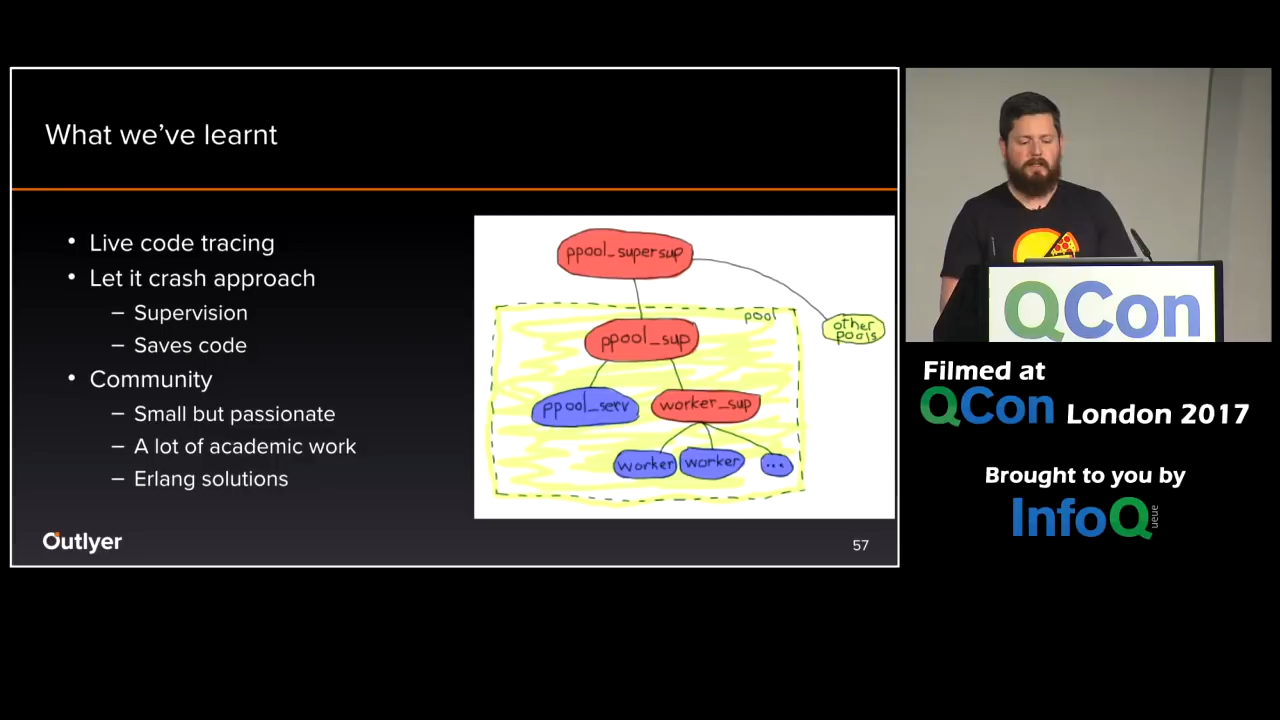 What we've learnt
• Live code tracing
• Let it crash approach
– Supervision
– Saves code
• Community
– Small but passionate
– A lot of academic work
– Erlang solutions
ppool_supersup
pool
other
pools
ppool_sup
ppool_serv
worker_sup
worker
worker
...
Outlyer
57
QCon
Filmed at
QCon London 2017
Brought to you by
InfoQ
ueue